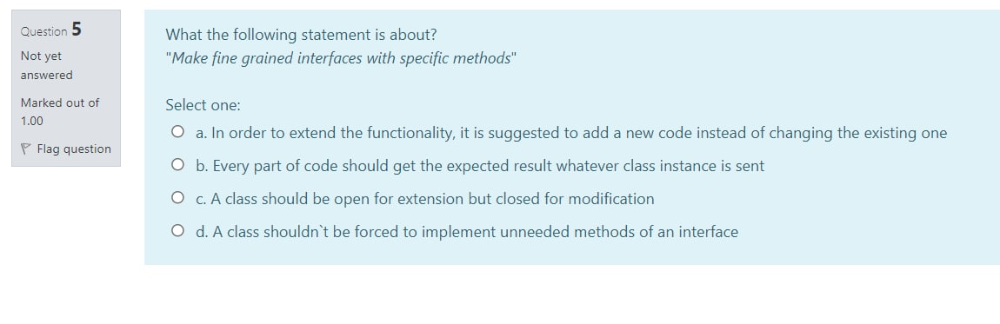 Question 5
Not yet
answered
Marked out of
1.00
Flag question
What the following statement is about?
"Make fine grained interfaces with specific methods"
Select one:
a. In order to extend the functionality, it is suggested to add a new code instead of changing the existing one
b. Every part of code should get the expected result whatever class instance is sent
c. A class should be open for extension but closed for modification
d. A class shouldn`t be forced to implement unneeded methods of an interface